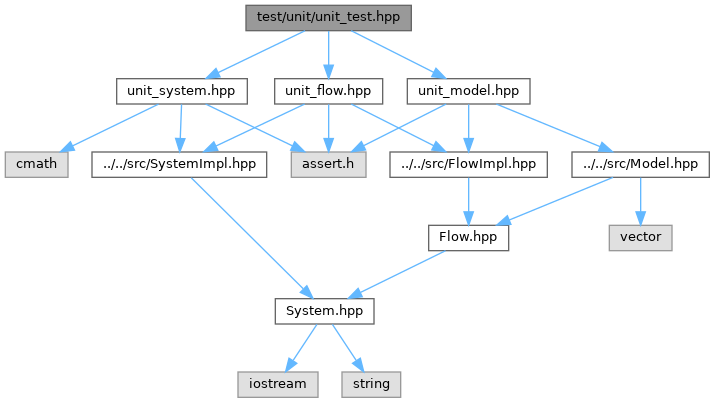 test/unit/unit_test.hpp
unit_system.hpp
unit_flow.hpp
unit_model.hpp
cmath
../../src/SystemImpl.hpp
assert.h
../../src/FlowImpl.hpp
../../src/Model.hpp
Flow.hpp
vector
System.hpp
iostream
string